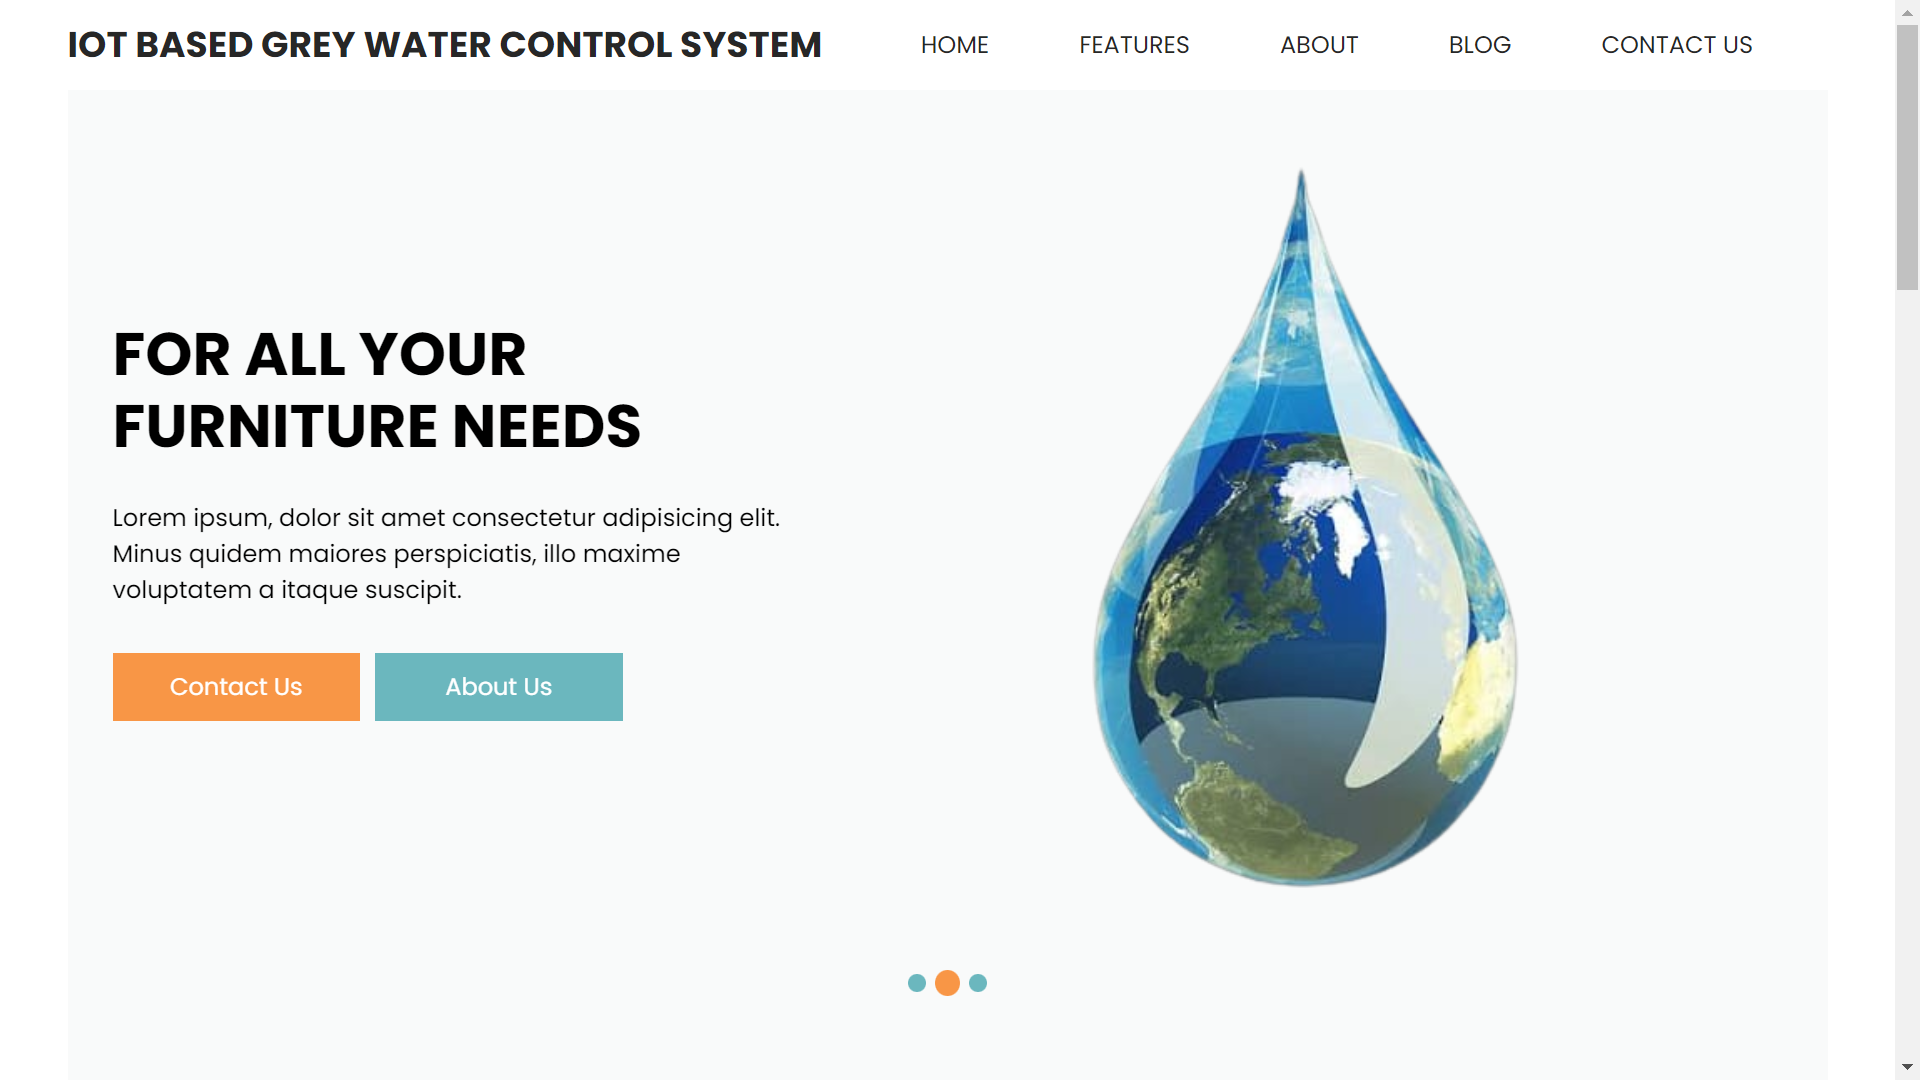 IOT BASED GREY WATER CONTROL SYSTEM
HOME FEATURES ABOUT BLOG CONTACT US
FOR ALL YOUR
FURNITURE NEEDS
Lorem ipsum, dolor sit amet consectetur adipisicing elit.
Minus quidem maiores perspiciatis, illo maxime
voluptatem a itaque suscipit.
Contact Us
About Us